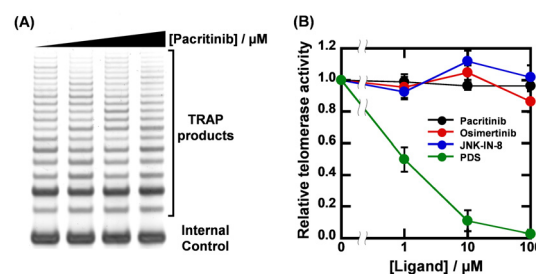 (A)
[Pacritinib] / μM
TRAP
products
Internal
Control
(B)
Relative telomerase activity
1.2
1.0
0.8
0.6
0.4
0.2
0.0
Pacritinib
Osimertinib
JNK-IN-8
PDS
0
1
10
100
[Ligand] / μM